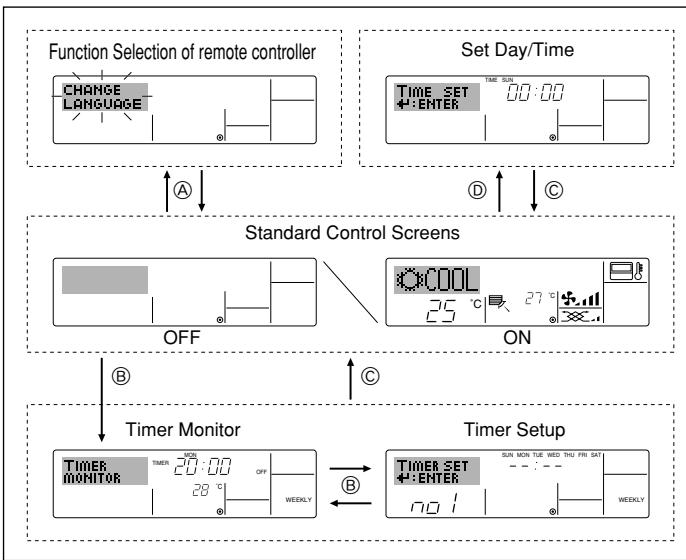 Function Selection of remote controller
CHANGE
LANGUAGE
Set Day/Time
TIME SUN
TIME SET
↵:ENTER
00:00
Ⓐ
Ⓓ
Ⓒ
Standard Control Screens
OFF
COOL
25 °C
27 °C
ON
Ⓑ
Ⓒ
Timer Monitor
TIMER
MONITOR
MON
TIMER 20:00 OFF
28 °C
WEEKLY
Ⓑ
Timer Setup
SUN MON TUE WED THU FRI SAT
TIMER SET
↵:ENTER
--:--
no 1
WEEKLY